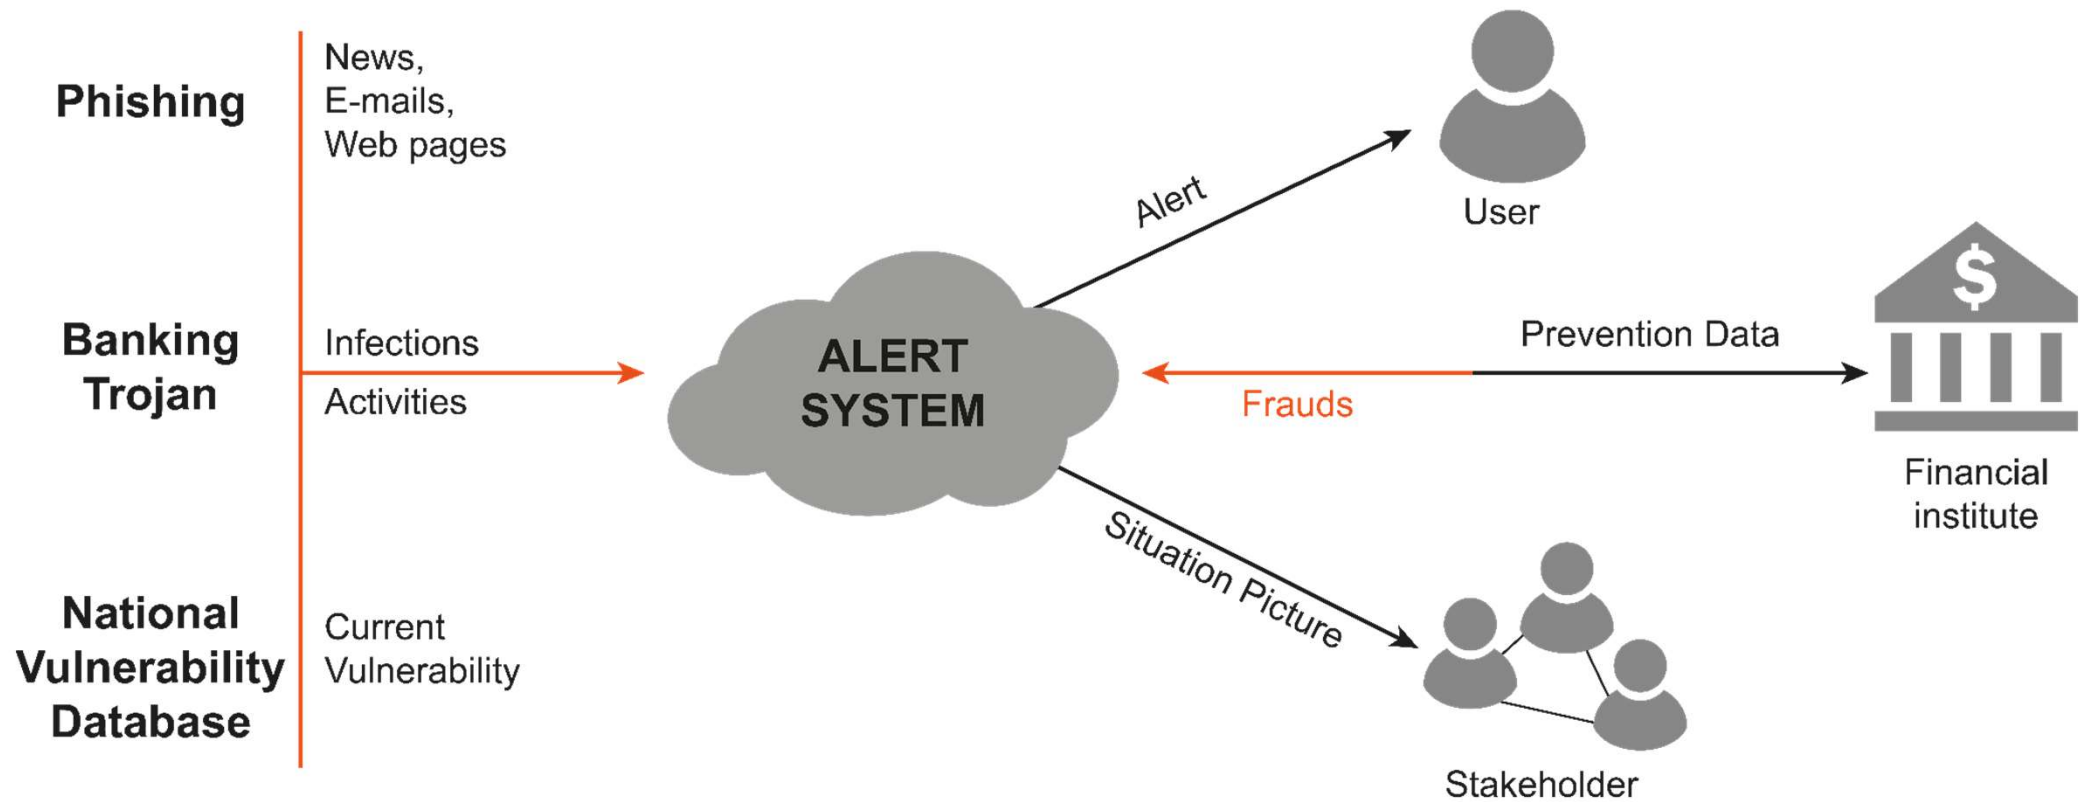 Phishing
News,
E-mails,
Web pages
Banking
Trojan
Infections
Activities
National
Vulnerability
Database
Current
Vulnerability
ALERT
SYSTEM
Alert
User
Frauds
Prevention Data
$
Financial
institute
Situation Picture
Stakeholder